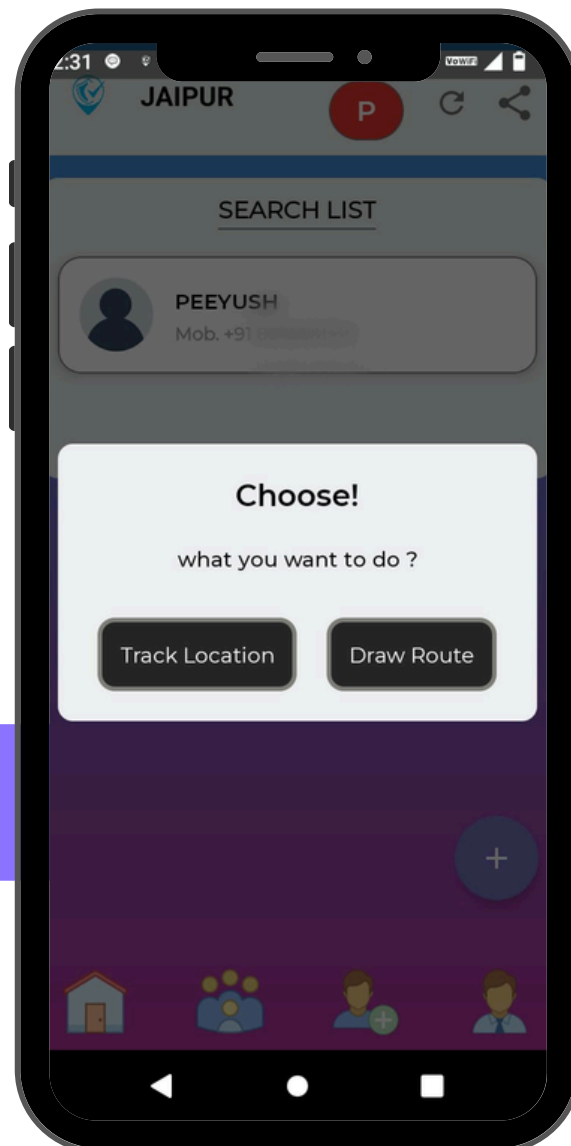 2:31
VoWiFi
JAIPUR
P
SEARCH LIST
PEEYUSH
Mob. +91
Choose!
what you want to do ?
Track Location
Draw Route
+